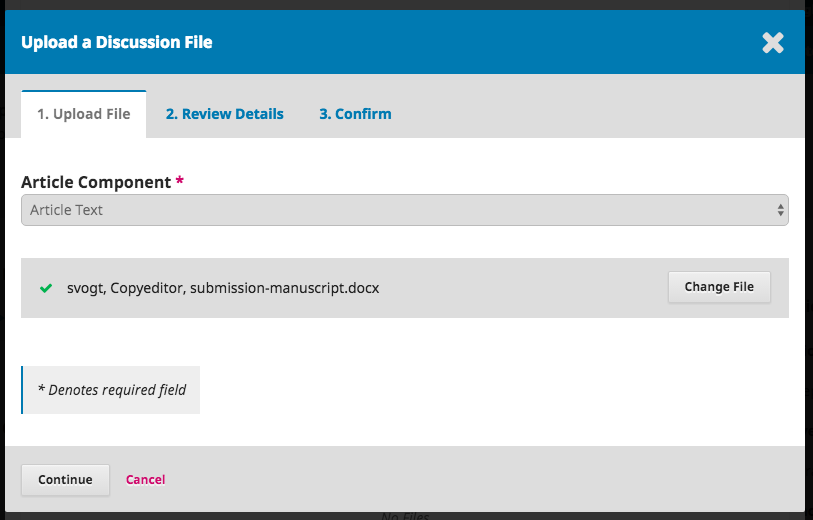 Upload a Discussion File
1. Upload File 2. Review Details 3. Confirm
Article Component *
Article Text
svogt, Copyeditor, submission-manuscript.docx Change File
* Denotes required field
Continue Cancel
No Files